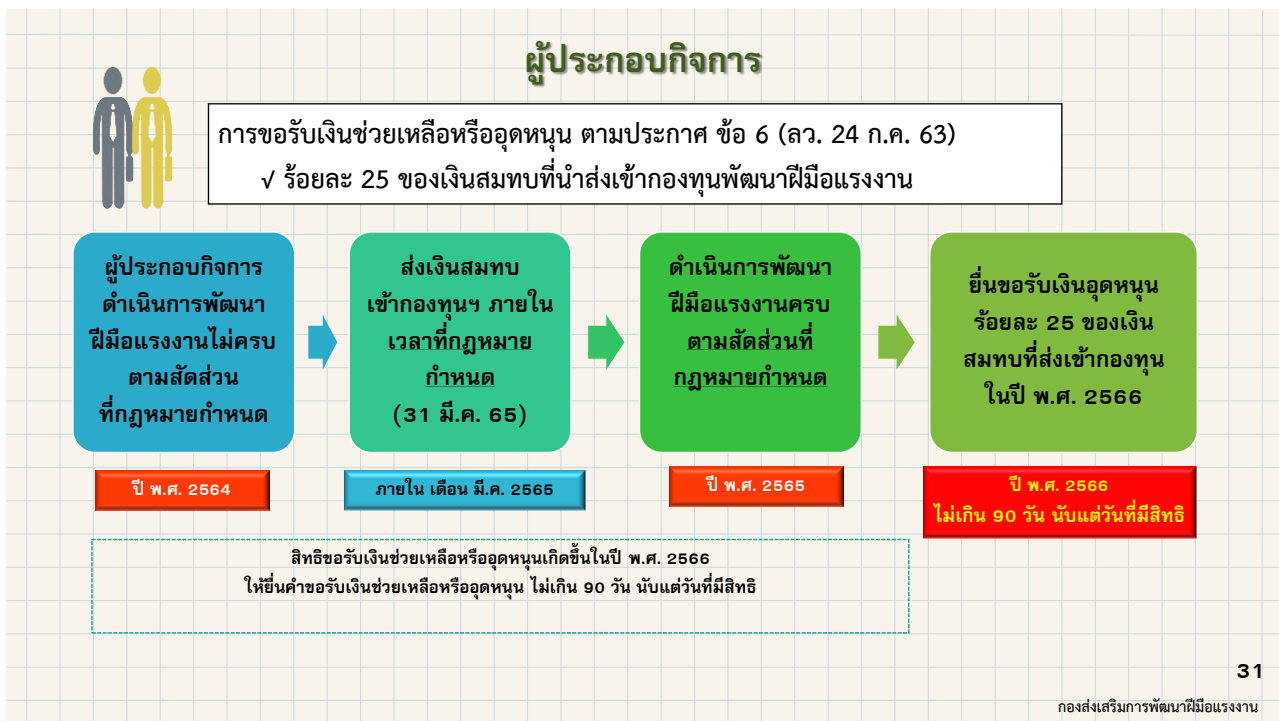 ผู้ประกอบกิจการ
การขอรับเงินช่วยเหลือหรืออุดหนุน ตามประกาศ ข้อ 6 (ลว. 24 ก.ค. 63)
√ ร้อยละ 25 ของเงินสมทบที่นำส่งเข้ากองทุนพัฒนาฝีมือแรงงาน
ผู้ประกอบกิจการ
ดำเนินการพัฒนา
ฝีมือแรงงานไม่ครบ
ตามสัดส่วน
ที่กฎหมายกำหนด
ส่งเงินสมทบ
เข้ากองทุนฯ ภายใน
เวลาที่กฎหมาย
กำหนด
(31 มี.ค. 65)
ดำเนินการพัฒนา
ฝีมือแรงงานครบ
ตามสัดส่วนที่
กฎหมายกำหนด
ยื่นขอรับเงินอุดหนุน
ร้อยละ 25 ของเงิน
สมทบที่ส่งเข้ากองทุน
ในปี พ.ศ. 2566
ปี พ.ศ. 2564
ภายใน เดือน มี.ค. 2565
ปี พ.ศ. 2565
ปี พ.ศ. 2566
ไม่เกิน 90 วัน นับแต่วันที่มีสิทธิ
สิทธิขอรับเงินช่วยเหลือหรืออุดหนุนเกิดขึ้นในปี พ.ศ. 2566
ให้ยื่นคำขอรับเงินช่วยเหลือหรืออุดหนุน ไม่เกิน 90 วัน นับแต่วันที่มีสิทธิ
31
กองส่งเสริมการพัฒนาฝีมือแรงงาน